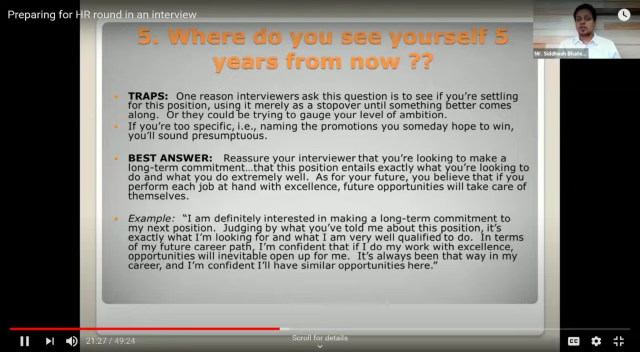 Preparing for HR round in an interview
5. Where do you see yourself 5
years from now ??
TRAPS: One reason interviewers ask this question is to see if you're settling
for this position, using it merely as a stopover until something better comes
along. Or they could be trying to gauge your level of ambition.
If you're too specific, i.e., naming the promotions you someday hope to win,
you'll sound presumptuous.
BEST ANSWER: Reassure your interviewer that you're looking to make a
long-term commitment...that this position entails exactly what you're looking
to do and what you do extremely well. As for your future, you believe that if you
perform each job at hand with excellence, future opportunities will take care of
themselves.
Example: "I am definitely interested in making a long-term commitment to
my next position. Judging by what you've told me about this position, it's
exactly what I'm looking for and what I am very well qualified to do. In terms
of my future career path, I'm confident that if I do my work with excellence,
opportunities will inevitable open up for me. It's always been that way in my
career, and I'm confident I'll have similar opportunities here."
Mr. Siddhesh
21:27 / 49:24
Scroll for details
CC